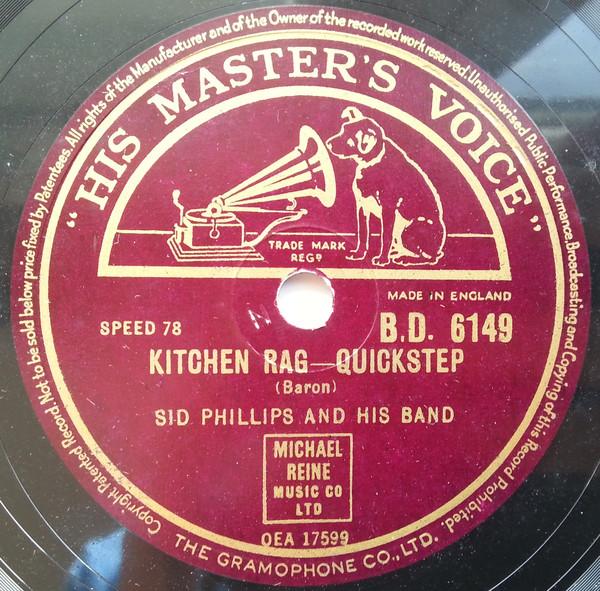 Copyright Patented Record. Not to be sold below price fixed by Patentees. All rights of the Manufacturer and of the Owner of the recorded work reserved. Unauthorised Public Performance. Broadcasting and Copying of this Record Prohibited.
"HIS MASTER'S VOICE"
TRADE MARK
REGD
MADE IN ENGLAND
SPEED 78
B.D. 6149
KITCHEN RAG—QUICKSTEP
(Baron)
SID PHILLIPS AND HIS BAND
MICHAEL
REINE
MUSIC CO
LTD
OEA 17599
THE GRAMOPHONE CO., LTD.